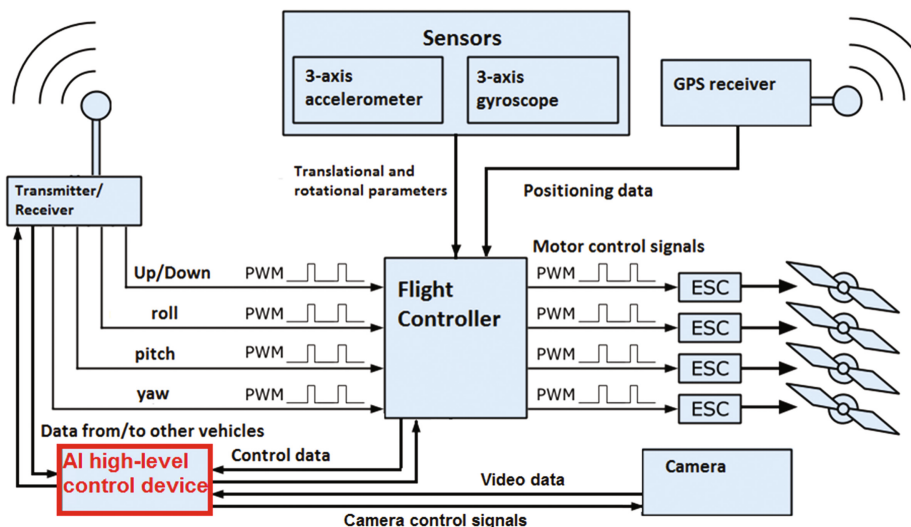 Sensors
3-axis
accelerometer
3-axis
gyroscope
GPS receiver
Transmitter/
Receiver
Translational and
rotational parameters
Positioning data
Up/Down
PWM
roll
PWM
pitch
PWM
yaw
PWM
Flight
Controller
Motor control signals
PWM
ESC
PWM
ESC
PWM
ESC
PWM
ESC
Data from/to other vehicles
AI high-level
control device
Control data
Video data
Camera control signals
Camera